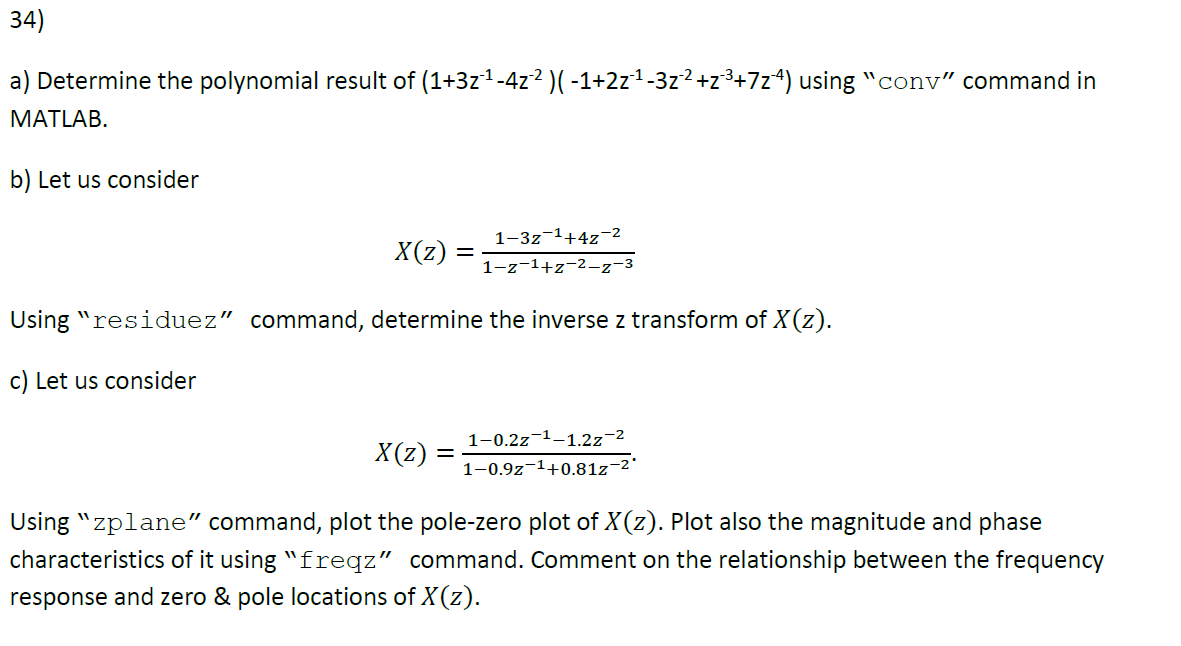 34)
a) Determine the polynomial result of (1+3z⁻¹-4z⁻² )( -1+2z⁻¹-3z⁻²+z⁻³+7z⁻⁴) using "conv" command in
MATLAB.
b) Let us consider
X(z) = (1−3z⁻¹+4z⁻²)/(1−z⁻¹+z⁻²−z⁻³)
Using "residuez" command, determine the inverse z transform of X(z).
c) Let us consider
X(z) = (1−0.2z⁻¹−1.2z⁻²)/(1−0.9z⁻¹+0.81z⁻²).
Using "zplane" command, plot the pole-zero plot of X(z). Plot also the magnitude and phase
characteristics of it using "freqz" command. Comment on the relationship between the frequency
response and zero & pole locations of X(z).